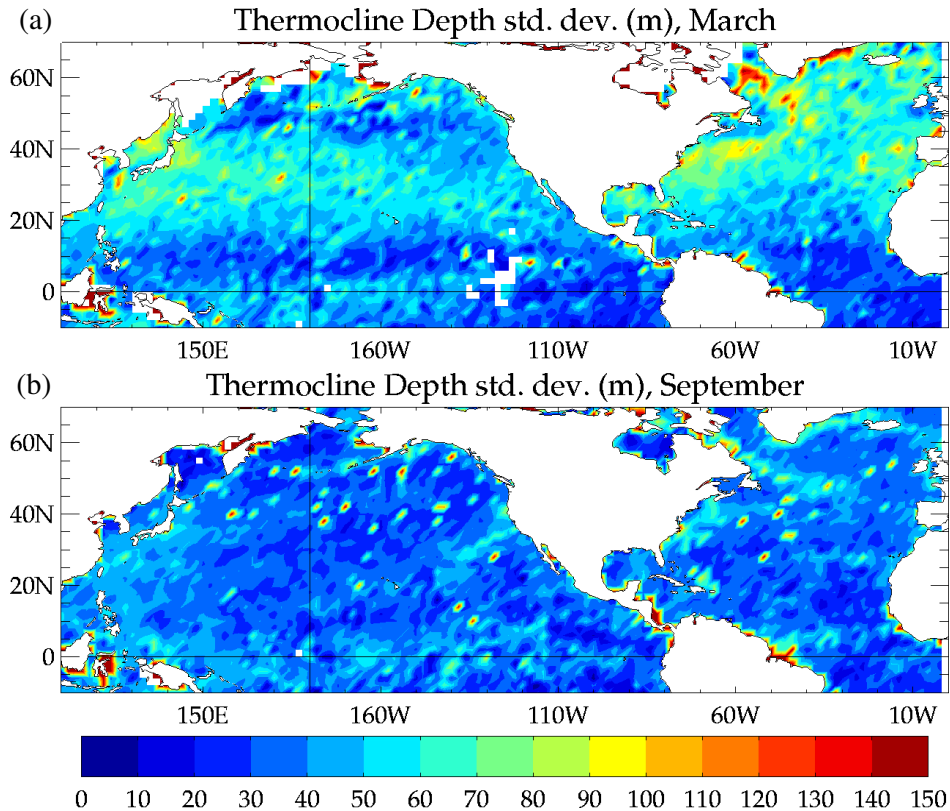 (a) Thermocline Depth std. dev. (m), March
60N
40N
20N
0
150E 160W 110W 60W 10W
(b) Thermocline Depth std. dev. (m), September
60N
40N
20N
0
150E 160W 110W 60W 10W
0 10 20 30 40 50 60 70 80 90 100 110 120 130 140 150